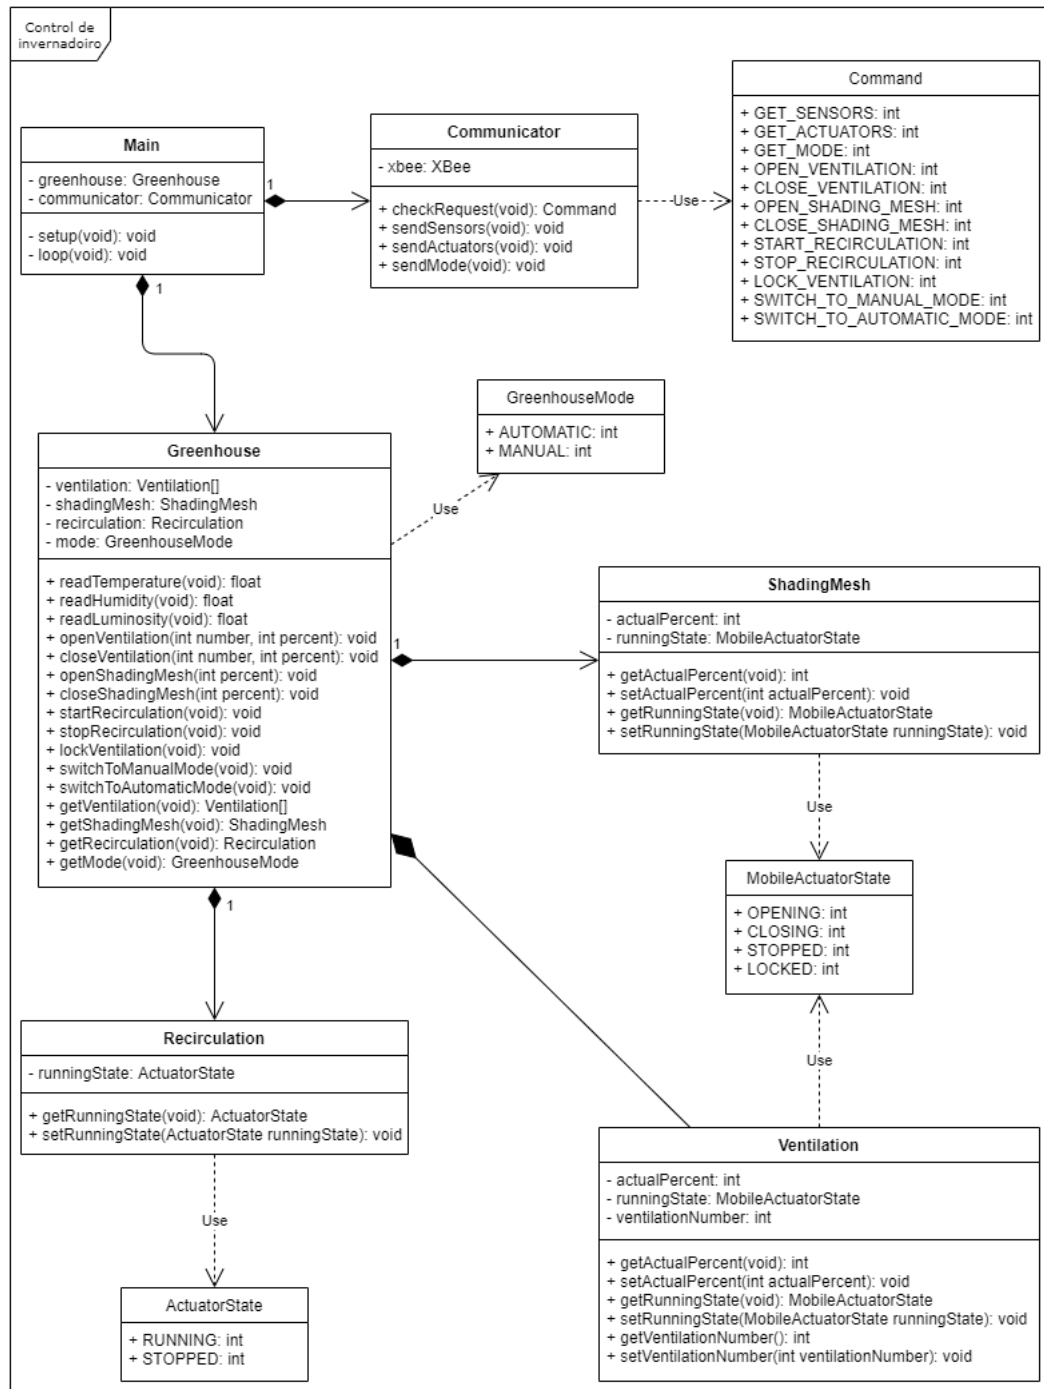 Control de
invernadoiro
Main
- greenhouse: Greenhouse
- communicator: Communicator
- setup(void): void
- loop(void): void
1
1
Communicator
- xbee: XBee
+ checkRequest(void): Command
+ sendSensors(void): void
+ sendActuators(void): void
+ sendMode(void): void
Use
Command
+ GET_SENSORS: int
+ GET_ACTUATORS: int
+ GET_MODE: int
+ OPEN_VENTILATION: int
+ CLOSE_VENTILATION: int
+ OPEN_SHADING_MESH: int
+ CLOSE_SHADING_MESH: int
+ START_RECIRCULATION: int
+ STOP_RECIRCULATION: int
+ LOCK_VENTILATION: int
+ SWITCH_TO_MANUAL_MODE: int
+ SWITCH_TO_AUTOMATIC_MODE: int
GreenhouseMode
+ AUTOMATIC: int
+ MANUAL: int
Use
Greenhouse
- ventilation: Ventilation[]
- shadingMesh: ShadingMesh
- recirculation: Recirculation
- mode: GreenhouseMode
+ readTemperature(void): float
+ readHumidity(void): float
+ readLuminosity(void): float
+ openVentilation(int number, int percent): void
+ closeVentilation(int number, int percent): void
+ openShadingMesh(int percent): void
+ closeShadingMesh(int percent): void
+ startRecirculation(void): void
+ stopRecirculation(void): void
+ lockVentilation(void): void
+ switchToManualMode(void): void
+ switchToAutomaticMode(void): void
+ getVentilation(void): Ventilation[]
+ getShadingMesh(void): ShadingMesh
+ getRecirculation(void): Recirculation
+ getMode(void): GreenhouseMode
1
1
ShadingMesh
- actualPercent: int
- runningState: MobileActuatorState
+ getActualPercent(void): int
+ setActualPercent(int actualPercent): void
+ getRunningState(void): MobileActuatorState
+ setRunningState(MobileActuatorState runningState): void
Use
MobileActuatorState
+ OPENING: int
+ CLOSING: int
+ STOPPED: int
+ LOCKED: int
Use
Recirculation
- runningState: ActuatorState
+ getRunningState(void): ActuatorState
+ setRunningState(ActuatorState runningState): void
Use
ActuatorState
+ RUNNING: int
+ STOPPED: int
Ventilation
- actualPercent: int
- runningState: MobileActuatorState
- ventilationNumber: int
+ getActualPercent(void): int
+ setActualPercent(int actualPercent): void
+ getRunningState(void): MobileActuatorState
+ setRunningState(MobileActuatorState runningState): void
+ getVentilationNumber(): int
+ setVentilationNumber(int ventilationNumber): void